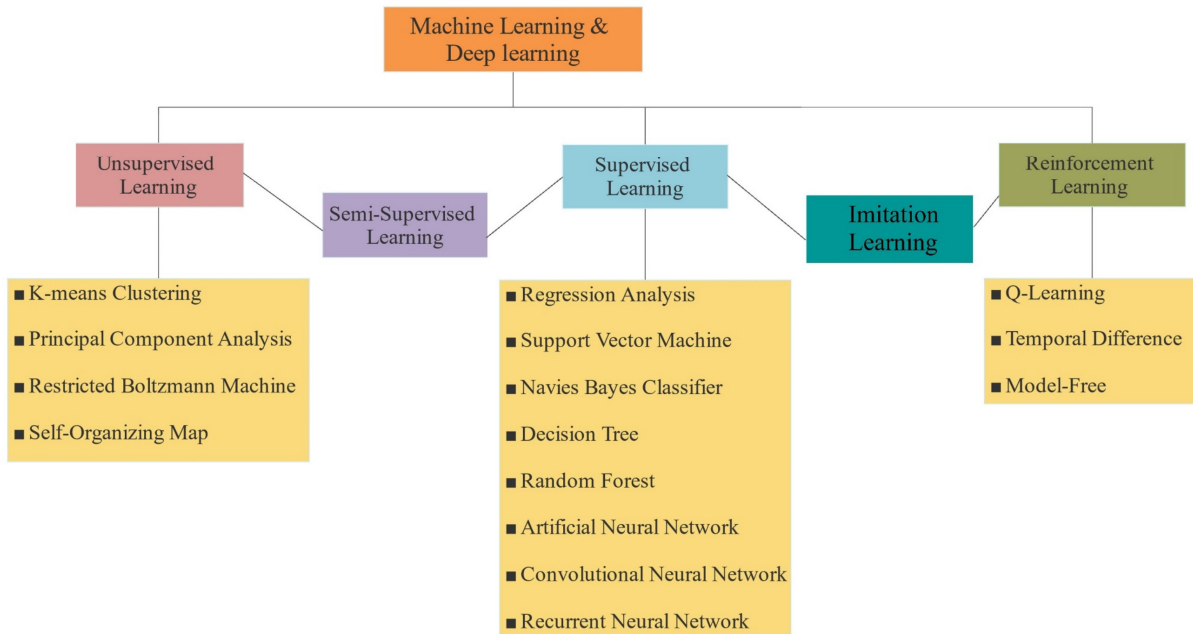 Machine Learning &
Deep learning
Unsupervised
Learning
Semi-Supervised
Learning
Supervised
Learning
Imitation
Learning
Reinforcement
Learning
■ K-means Clustering
■ Principal Component Analysis
■ Restricted Boltzmann Machine
■ Self-Organizing Map
■ Regression Analysis
■ Support Vector Machine
■ Navies Bayes Classifier
■ Decision Tree
■ Random Forest
■ Artificial Neural Network
■ Convolutional Neural Network
■ Recurrent Neural Network
■ Q-Learning
■ Temporal Difference
■ Model-Free